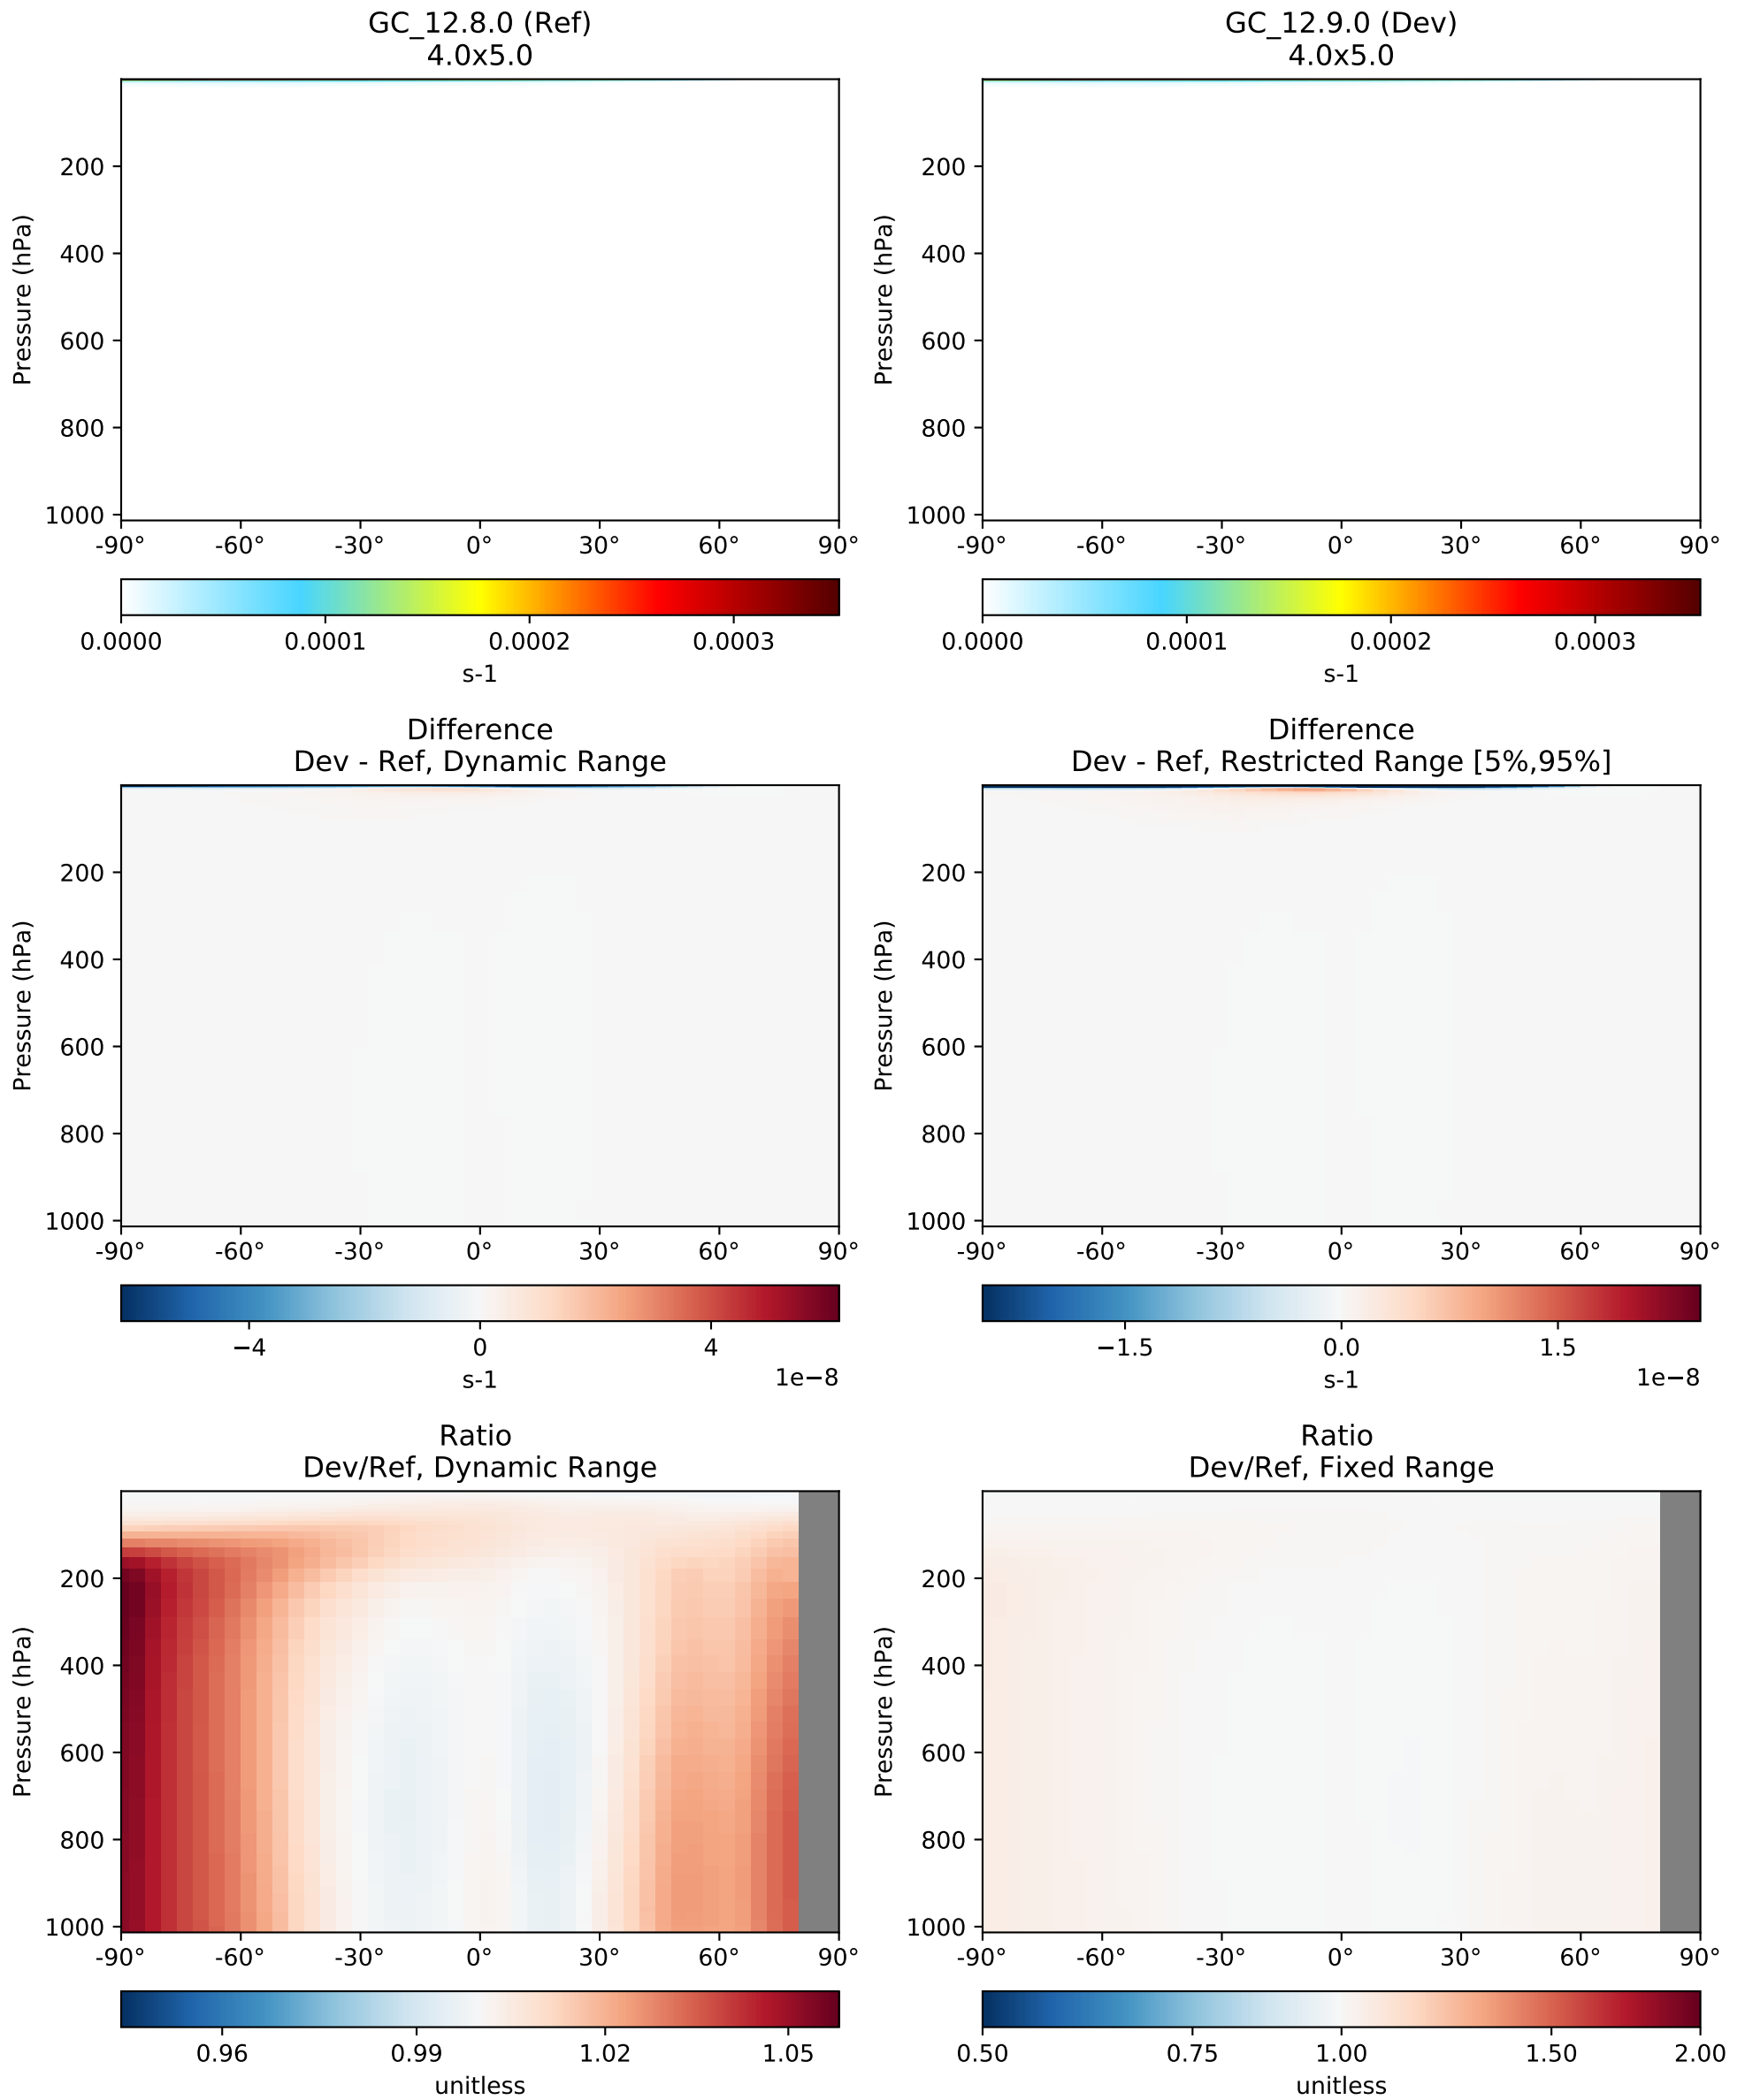 GC_12.8.0 (Ref)
4.0x5.0
Pressure (hPa)
200
400
600
800
1000
-90° -60° -30° 0° 30° 60° 90°
0.0000 0.0001 0.0002 0.0003
s-1
GC_12.9.0 (Dev)
4.0x5.0
Pressure (hPa)
200
400
600
800
1000
-90° -60° -30° 0° 30° 60° 90°
0.0000 0.0001 0.0002 0.0003
s-1
Difference
Dev - Ref, Dynamic Range
Pressure (hPa)
200
400
600
800
1000
-90° -60° -30° 0° 30° 60° 90°
−4 0 4
s-1
1e−8
Difference
Dev - Ref, Restricted Range [5%,95%]
Pressure (hPa)
200
400
600
800
1000
-90° -60° -30° 0° 30° 60° 90°
−1.5 0.0 1.5
s-1
1e−8
Ratio
Dev/Ref, Dynamic Range
Pressure (hPa)
200
400
600
800
1000
-90° -60° -30° 0° 30° 60° 90°
0.96 0.99 1.02 1.05
unitless
Ratio
Dev/Ref, Fixed Range
Pressure (hPa)
200
400
600
800
1000
-90° -60° -30° 0° 30° 60° 90°
0.50 0.75 1.00 1.50 2.00
unitless